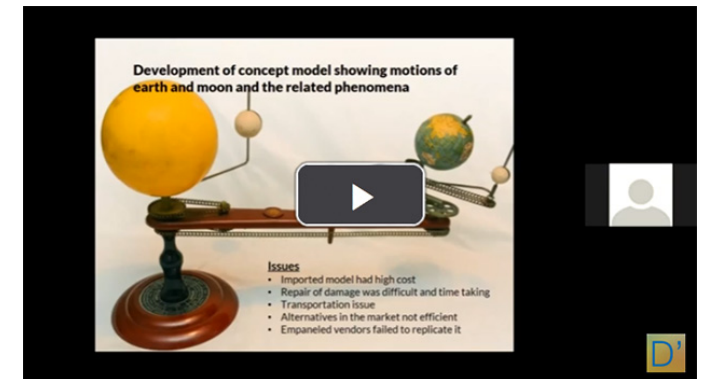 Development of concept model showing motions of
earth and moon and the related phenomena
Issues
• Imported model had high cost
• Repair of damage was difficult and time taking
• Transportation issue
• Alternatives in the market not efficient
• Empaneled vendors failed to replicate it
D'